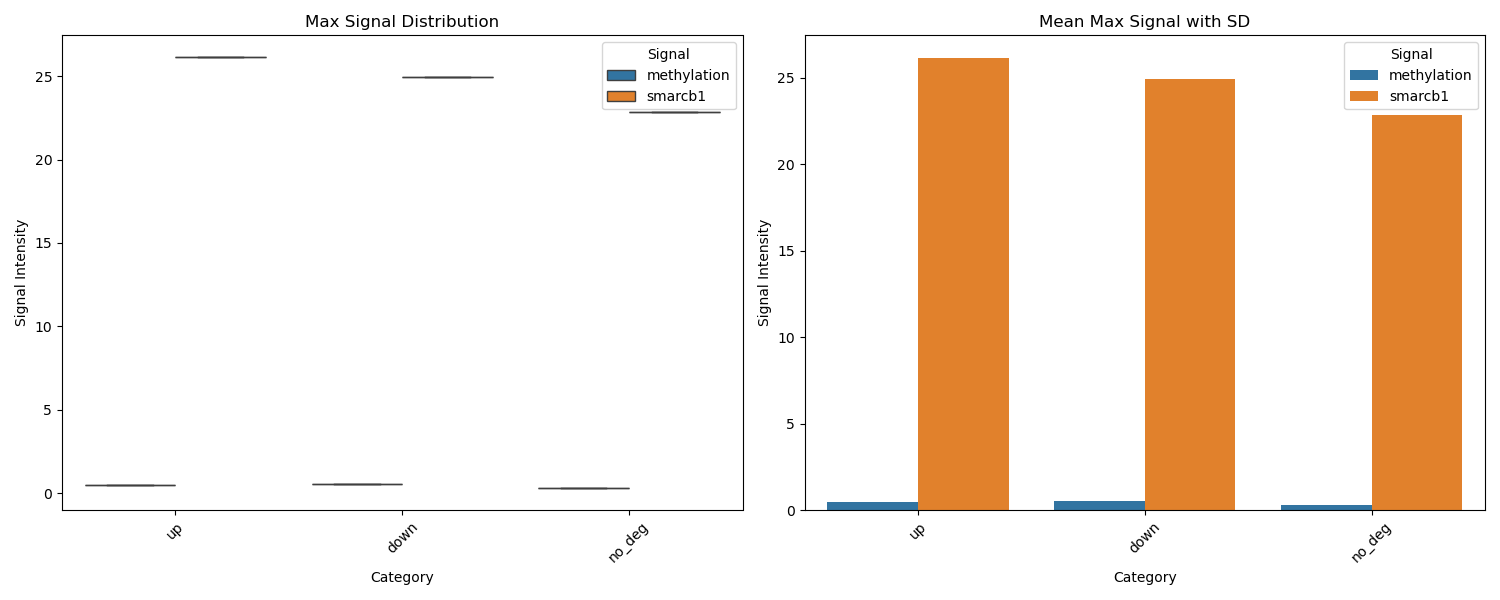 Max Signal Distribution
Signal Intensity
25
20
15
10
5
0
Signal
methylation
smarcb1
up
down
no_deg
Category
Mean Max Signal with SD
Signal Intensity
25
20
15
10
5
0
Signal
methylation
smarcb1
up
down
no_deg
Category